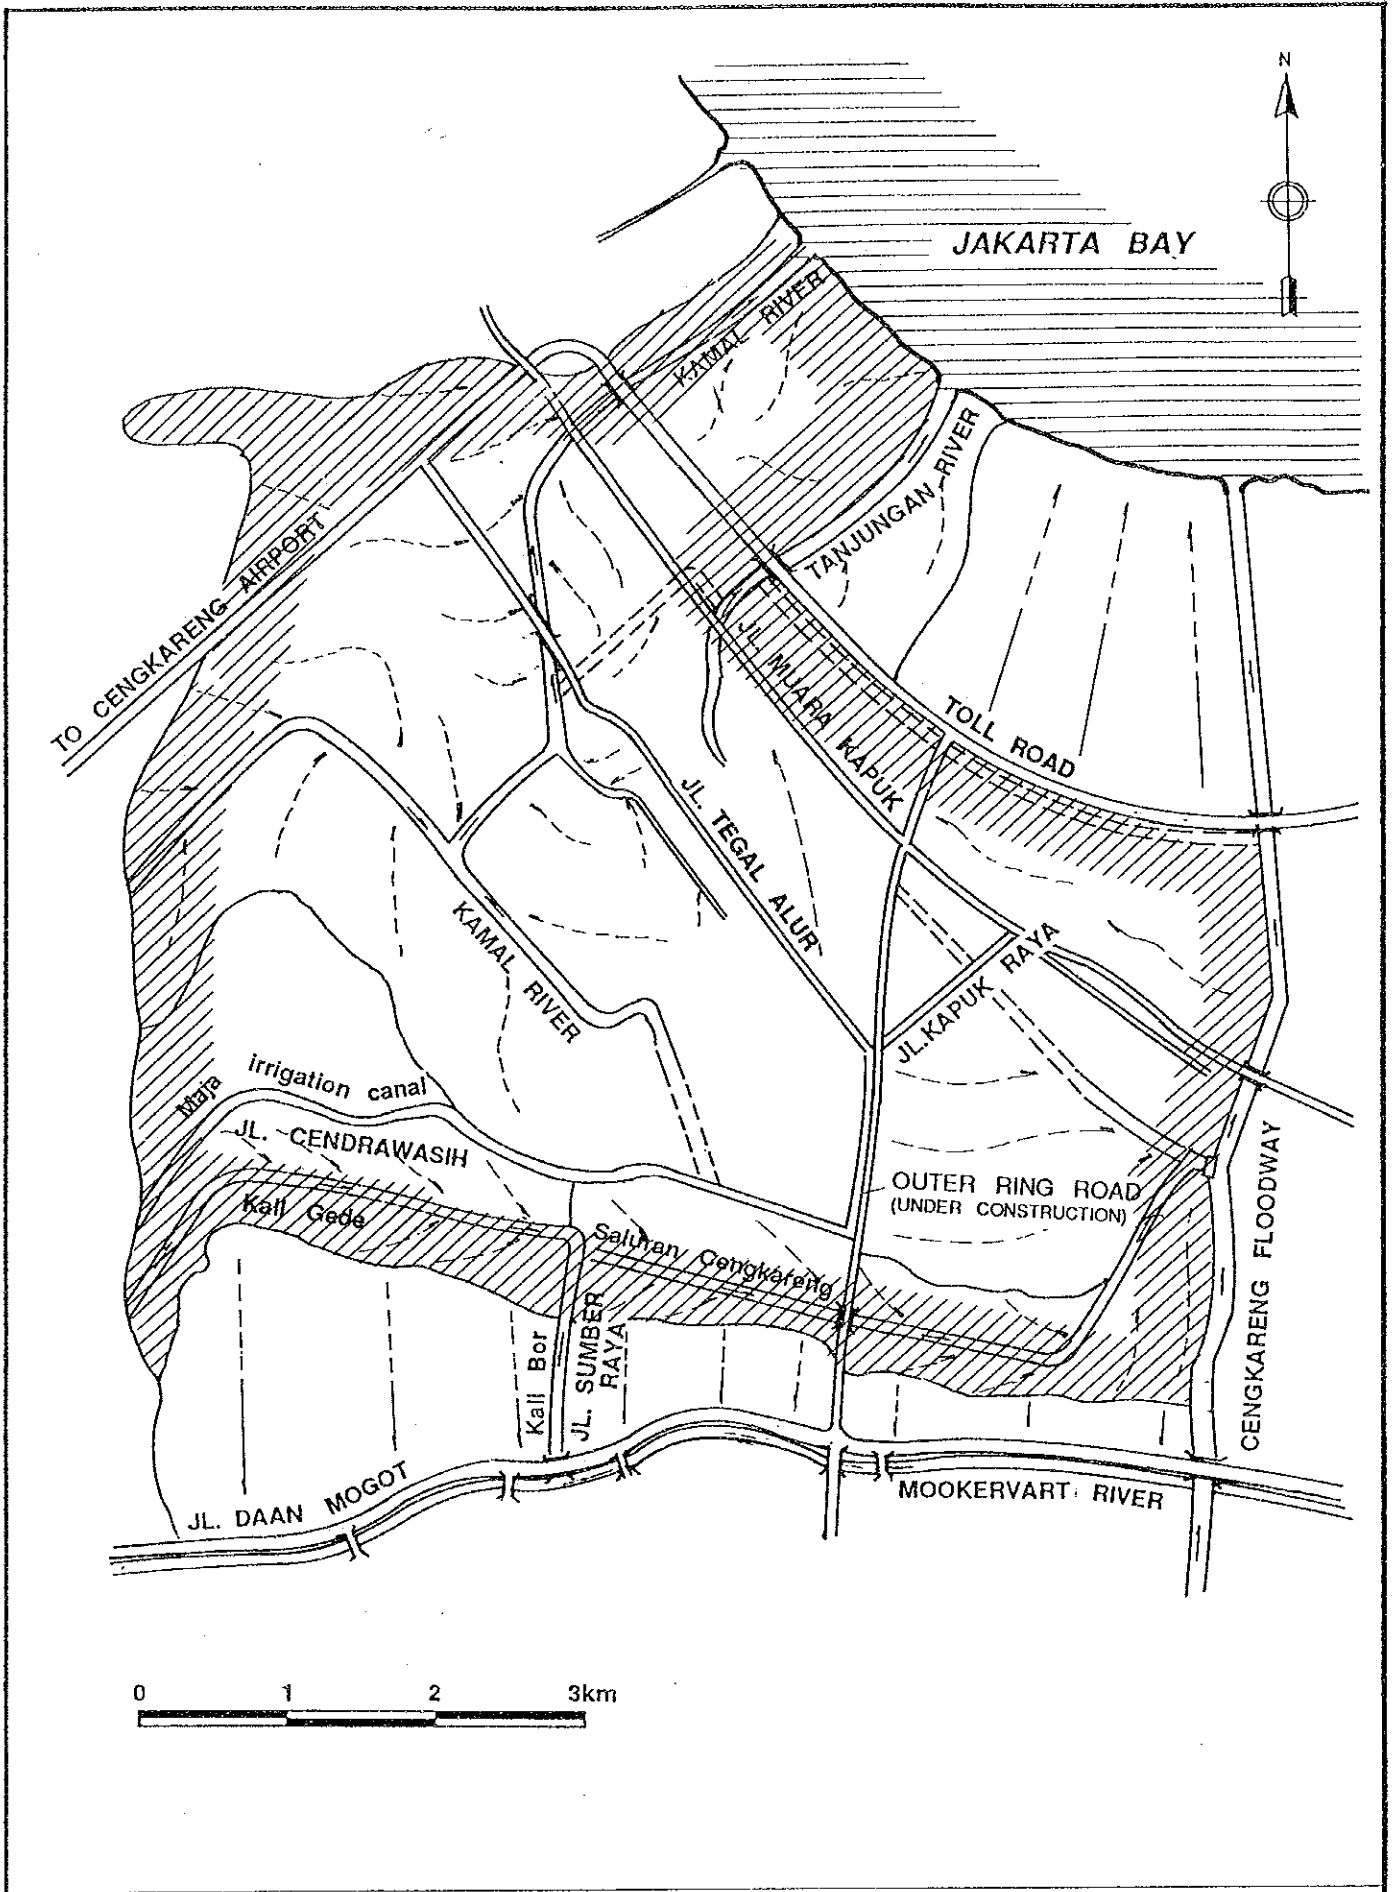 N
JAKARTA BAY
KAMAL RIVER
TANJUNGAN RIVER
TO CENGKARENG AIRPORT
JL. MUARA KAPUK
TOLL ROAD
JL. TEGAL ALUR
KAMAL RIVER
JL. KAPUK RAYA
Maja irrigation canal
JL. CENDRAWASIH
OUTER RING ROAD
(UNDER CONSTRUCTION)
Kali Gede
Saluran Cengkareng
CENGKARENG FLOODWAY
Kali Bor
JL. SUMBER
RAYA
JL. DAAN MOGOT
MOOKERVART RIVER
0 1 2 3km